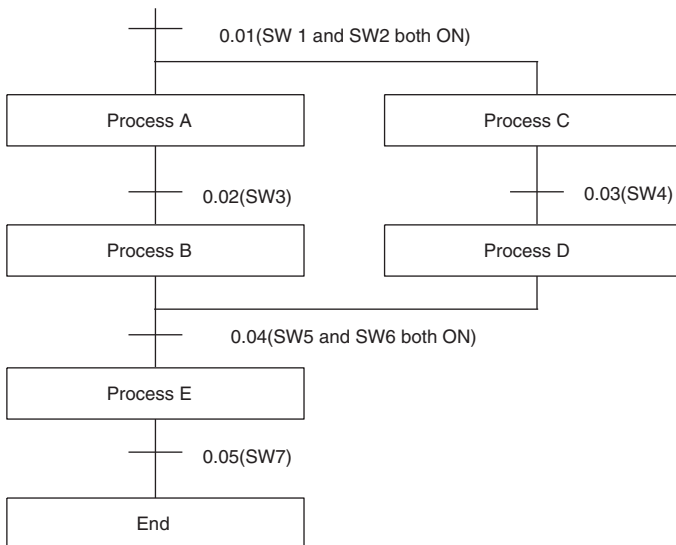 0.01(SW 1 and SW2 both ON)
Process A
Process C
0.02(SW3)
0.03(SW4)
Process B
Process D
0.04(SW5 and SW6 both ON)
Process E
0.05(SW7)
End